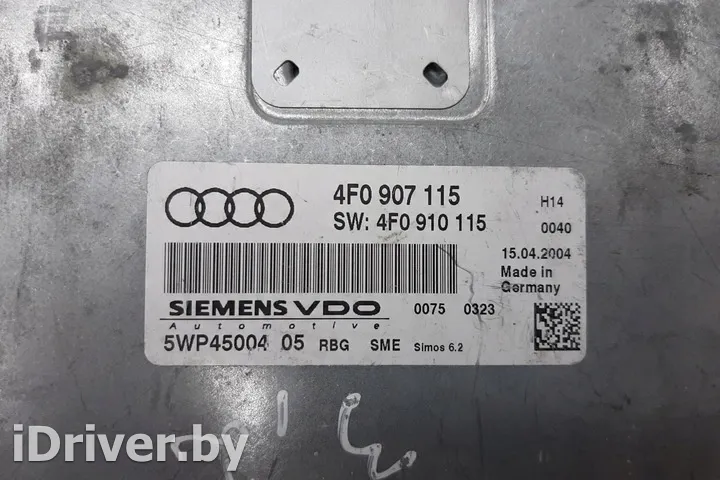 4F0 907 115
SW: 4F0 910 115
H14
0040
15.04.2004
Made in
Germany
SIEMENS VDO
Automotive
0075 0323
5WP45004 05 RBG SME Simos 6.2
iDriver.by